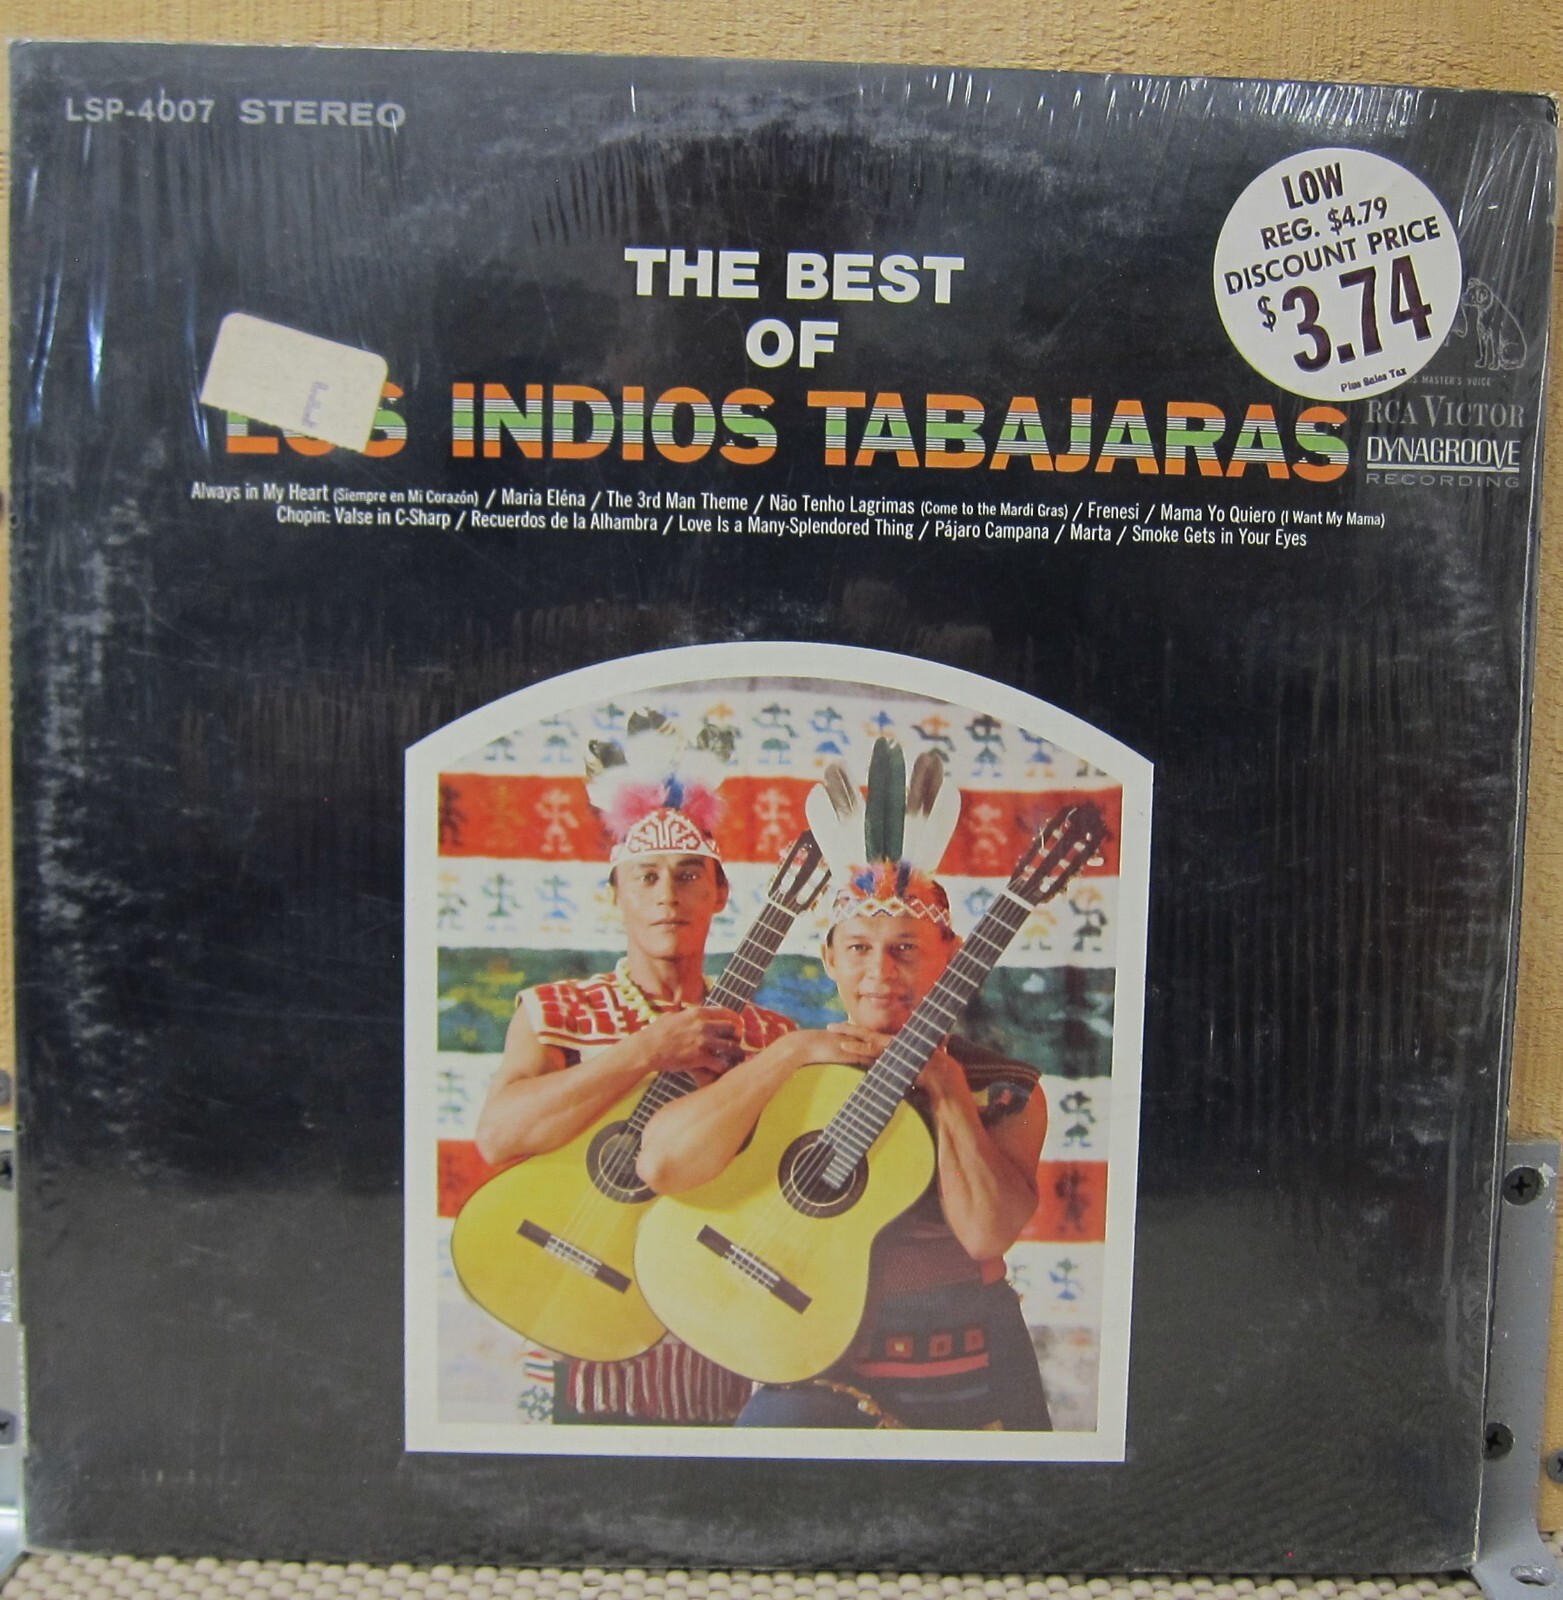 LSP-4007 STEREO
LOW
REG. $4.79
DISCOUNT PRICE
$3.74
Plus Sales Tax
THE BEST
OF
LOS INDIOS TABAJARAS
MASTER'S VOICE
RCA VICTOR
DYNAGROOVE
RECORDING
Always in My Heart (Siempre en Mi Corazón) / Maria Eléna / The 3rd Man Theme / Não Tenho Lagrimas (Come to the Mardi Gras) / Frenesi / Mama Yo Quiero (I Want My Mama)
Chopin: Valse in C-Sharp / Recuerdos de la Alhambra / Love Is a Many-Splendored Thing / Pájaro Campana / Marta / Smoke Gets in Your Eyes